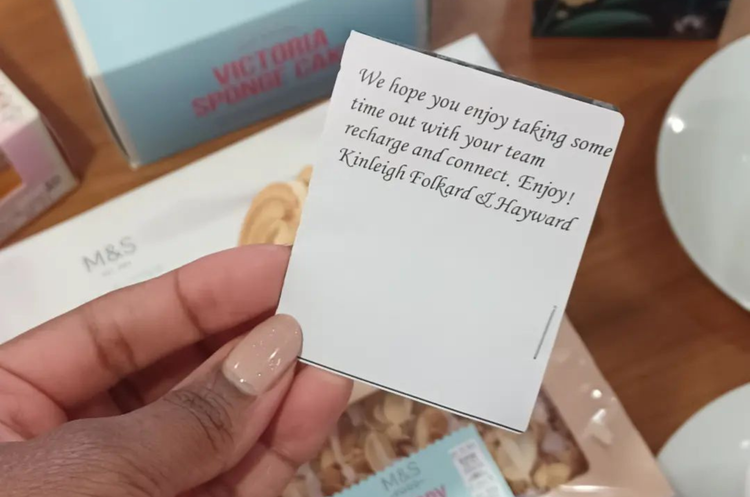 VICTORIA
SPONGE CAKE
We hope you enjoy taking some
time out with your team
recharge and connect. Enjoy!
Kinleigh Folkard & Hayward
M&S
M&S